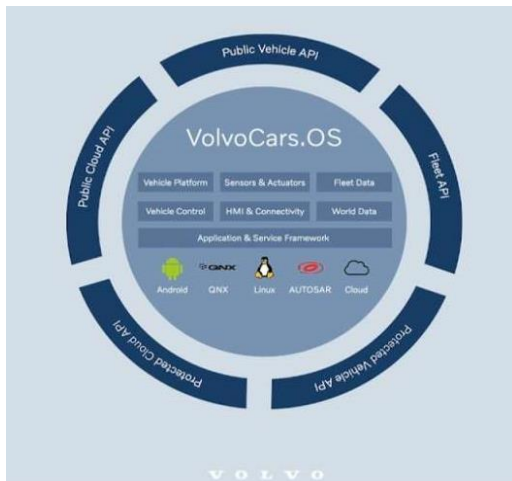 Public Vehicle API
Public Cloud API
Fleet API
VolvoCars.OS
Vehicle Platform
Sensors & Actuators
Fleet Data
Vehicle Control
HMI & Connectivity
World Data
Application & Service Framework
QNX
Android
QNX
Linux
AUTOSAR
Cloud
Protected Cloud API
Protected Vehicle API
VOLVO